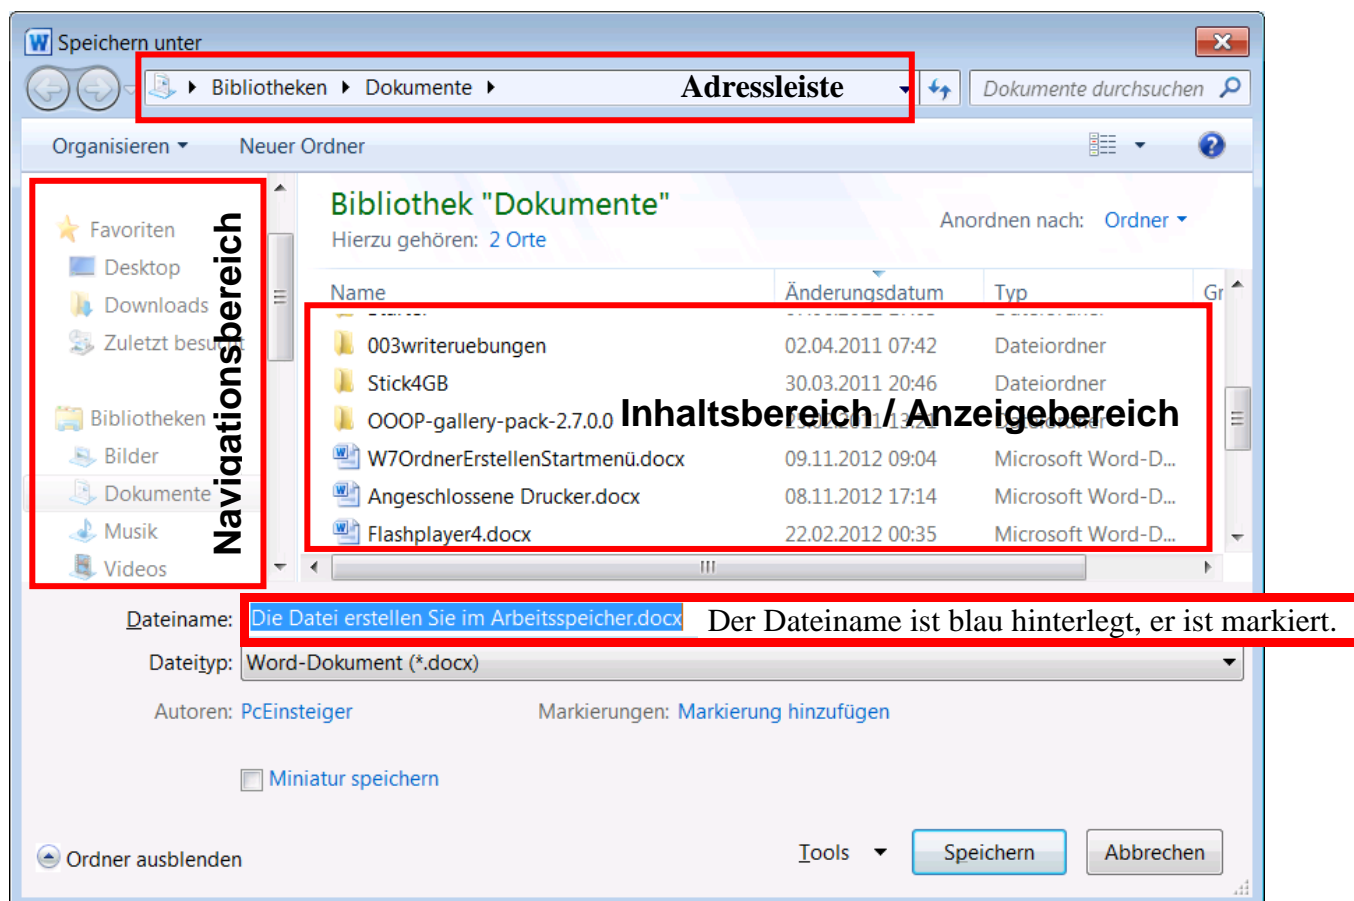 Speichern unter
Bibliotheken Dokumente Adressleiste Dokumente durchsuchen
Organisieren Neuer Ordner
Navigationsbereich
Favoriten
Desktop
Downloads
Zuletzt besucht
Bibliotheken
Bilder
Dokumente
Musik
Videos
Bibliothek "Dokumente"
Hierzu gehören: 2 Orte
Anordnen nach: Ordner
Name Änderungsdatum Typ Gr
003writeruebungen 02.04.2011 07:42 Dateiordner
Stick4GB 30.03.2011 20:46 Dateiordner
OOOP-gallery-pack-2.7.0.0 13:21 Dateiordner
Inhaltsbereich / Anzeigebereich
W7OrdnerErstellenStartmenü.docx 09.11.2012 09:04 Microsoft Word-D...
Angeschlossene Drucker.docx 08.11.2012 17:14 Microsoft Word-D...
Flashplayer4.docx 22.02.2012 00:35 Microsoft Word-D...
Dateiname: Die Datei erstellen Sie im Arbeitsspeicher.docx Der Dateiname ist blau hinterlegt, er ist markiert.
Dateityp: Word-Dokument (*.docx)
Autoren: PcEinsteiger Markierungen: Markierung hinzufügen
Miniatur speichern
Ordner ausblenden Tools Speichern Abbrechen